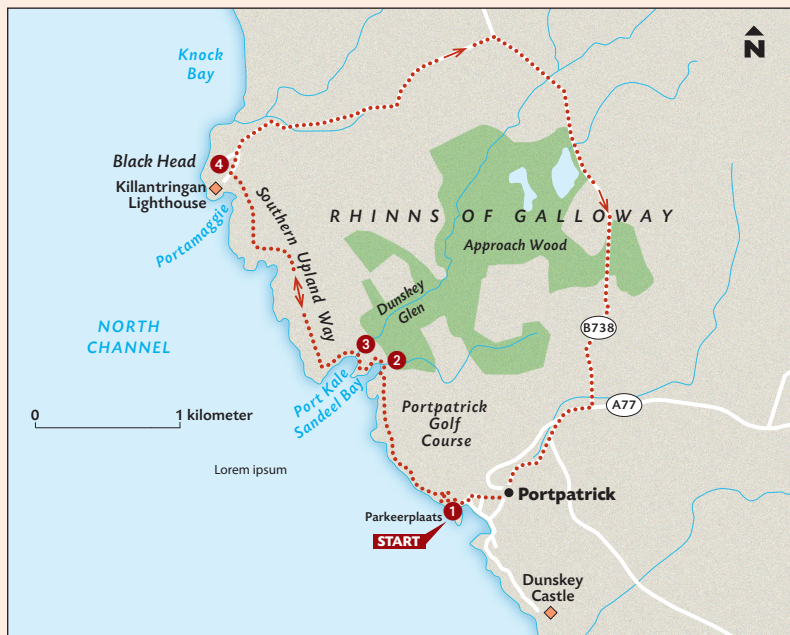 Knock
Bay
N
Black Head
4
Killantringan
Lighthouse
Portamaggie
Southern Upland Way
RHINNS OF GALLOWAY
Approach Wood
Dunskey
Glen
NORTH
CHANNEL
B738
3
2
Port Kale
Sandeel Bay
Portpatrick
Golf
Course
A77
0 1 kilometer
Lorem ipsum
Portpatrick
1
Parkeerplaats
START
Dunskey
Castle